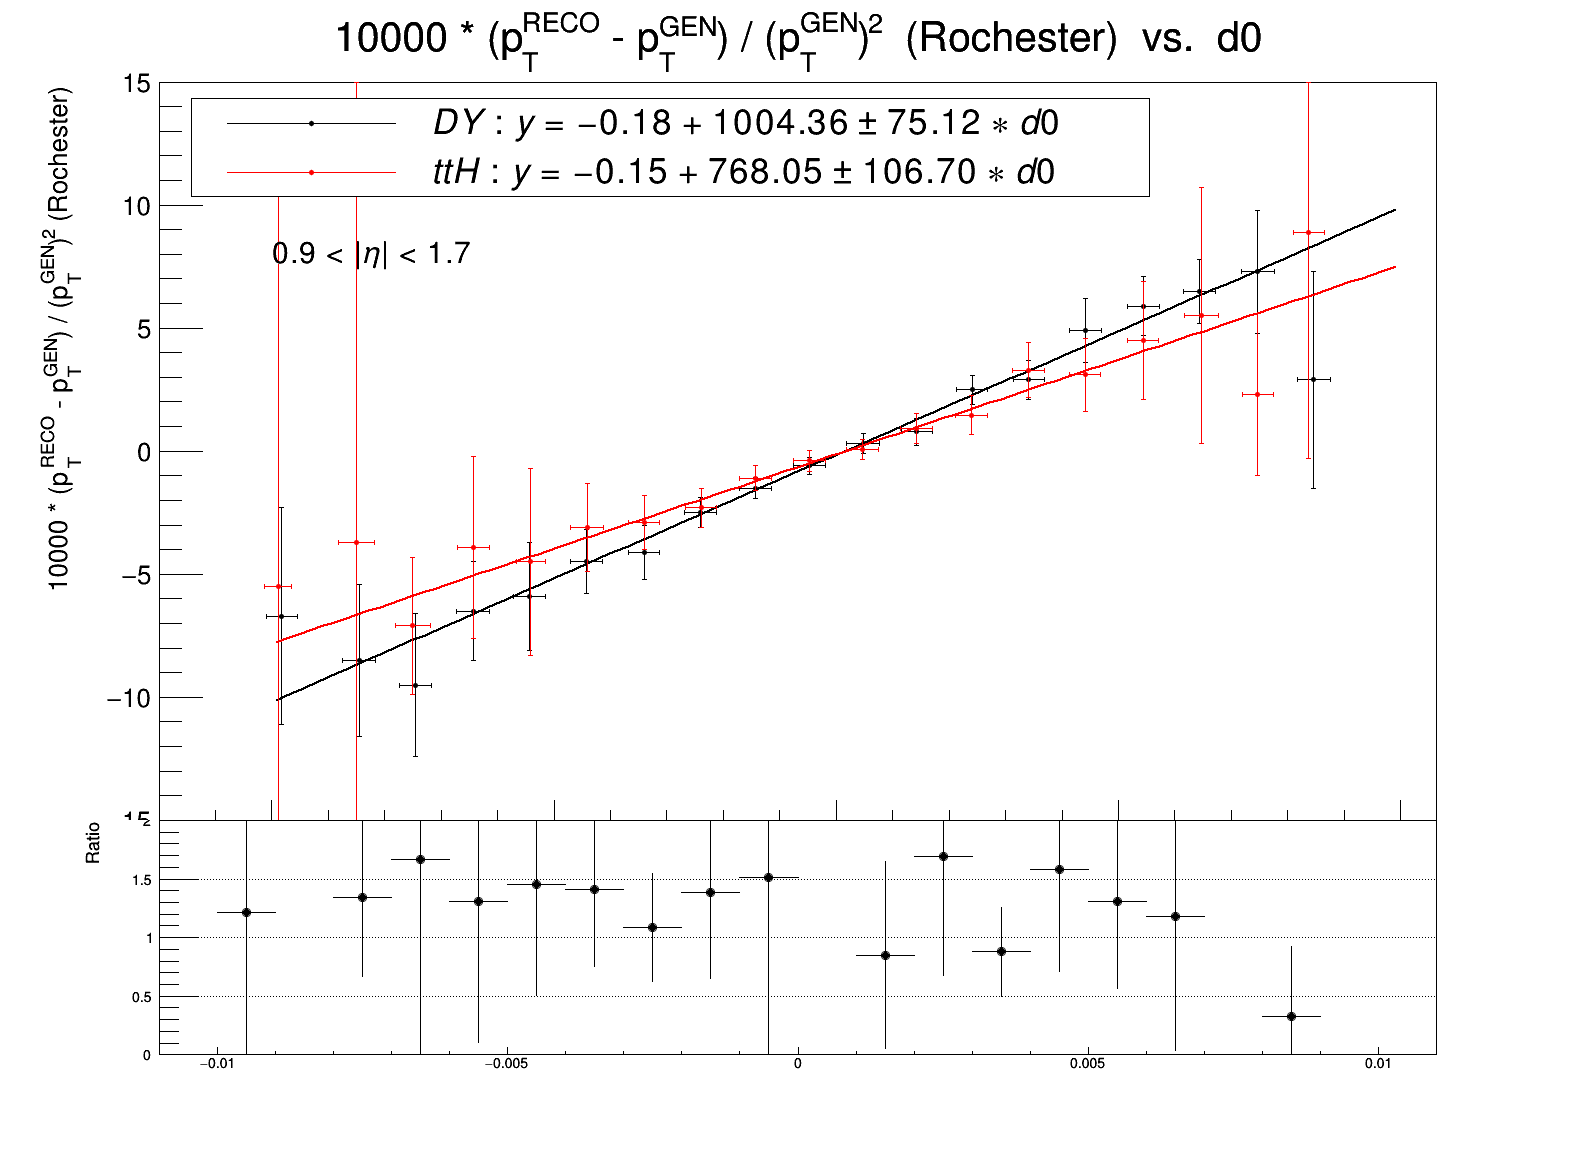 10000 * (p_T^RECO - p_T^GEN) / (p_T^GEN)^2 (Rochester) vs. d0
10000 * (p_T^RECO - p_T^GEN) / (p_T^GEN)^2 (Rochester)
15
10
5
0
−5
−10
DY : y = −0.18 + 1004.36 ± 75.12 * d0
ttH : y = −0.15 + 768.05 ± 106.70 * d0
0.9 < |η| < 1.7
Ratio
2
1.5
1
0.5
0
−0.01 −0.005 0 0.005 0.01